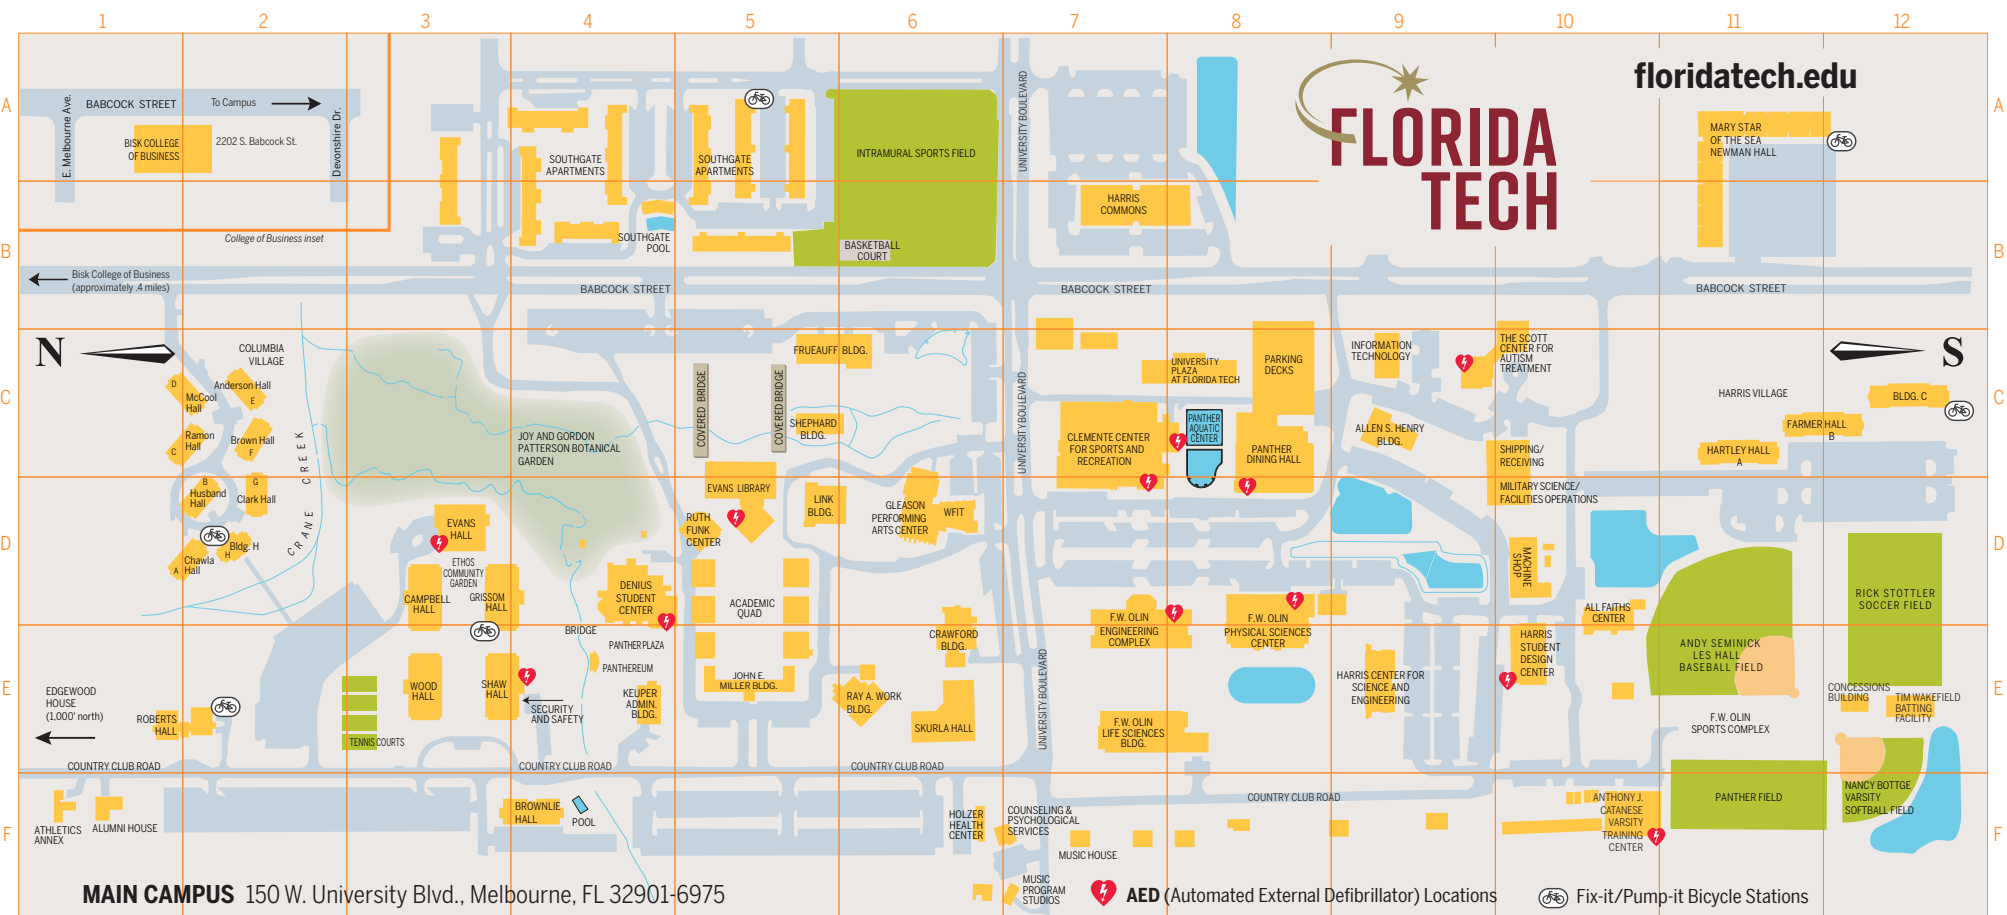 1 2 3 4 5 6 7 8 9 10 11 12
A
B
C
D
E
F
A
B
C
D
E
F
floridatech.edu
FLORIDA
TECH
E. Melbourne Ave.
BABCOCK STREET
To Campus
Devonshire Dr.
BISK COLLEGE
OF BUSINESS
2202 S. Babcock St.
College of Business inset
Bisk College of Business
(approximately .4 miles)
SOUTHGATE
APARTMENTS
SOUTHGATE
APARTMENTS
SOUTHGATE
POOL
INTRAMURAL SPORTS FIELD
BASKETBALL
COURT
UNIVERSITY BOULEVARD
HARRIS
COMMONS
MARY STAR
OF THE SEA
NEWMAN HALL
BABCOCK STREET
BABCOCK STREET
BABCOCK STREET
N
S
COLUMBIA
VILLAGE
D
McCool
Hall
Anderson Hall
E
Ramon
Hall
C
Brown Hall
F
B
Husband
Hall
G
Clark Hall
Bldg. H
H
Chawla
Hall
A
CRANE CREEK
JOY AND GORDON
PATTERSON BOTANICAL
GARDEN
COVERED BRIDGE
COVERED BRIDGE
FRUEAUFF BLDG.
SHEPHARD
BLDG.
UNIVERSITY BOULEVARD
UNIVERSITY
PLAZA
AT FLORIDA TECH
PARKING
DECKS
INFORMATION
TECHNOLOGY
THE SCOTT
CENTER FOR
AUTISM
TREATMENT
HARRIS VILLAGE
BLDG. C
FARMER HALL
B
HARTLEY HALL
A
CLEMENTE CENTER
FOR SPORTS AND
RECREATION
PANTHER
AQUATIC
CENTER
PANTHER
DINING HALL
ALLEN S. HENRY
BLDG.
SHIPPING/
RECEIVING
MILITARY SCIENCE/
FACILITIES OPERATIONS
EVANS LIBRARY
RUTH
FUNK
CENTER
LINK
BLDG.
GLEASON
PERFORMING
ARTS CENTER
WFIT
EVANS
HALL
ETHOS
COMMUNITY
GARDEN
CAMPBELL
HALL
GRISSOM
HALL
DENIUS
STUDENT
CENTER
ACADEMIC
QUAD
MACHINE
SHOP
ALL FAITHS
CENTER
RICK STOTTLER
SOCCER FIELD
BRIDGE
PANTHER PLAZA
PANTHEREUM
CRAWFORD
BLDG.
F.W. OLIN
ENGINEERING
COMPLEX
F.W. OLIN
PHYSICAL SCIENCES
CENTER
HARRIS
STUDENT
DESIGN
CENTER
ANDY SEMINICK
LES HALL
BASEBALL FIELD
EDGEWOOD
HOUSE
(1,000' north)
ROBERTS
HALL
WOOD
HALL
SHAW
HALL
SECURITY
AND SAFETY
KEUPER
ADMIN.
BLDG.
JOHN E.
MILLER BLDG.
RAY A. WORK
BLDG.
SKURLA HALL
UNIVERSITY BOULEVARD
F.W. OLIN
LIFE SCIENCES
BLDG.
HARRIS CENTER FOR
SCIENCE AND
ENGINEERING
F.W. OLIN
SPORTS COMPLEX
CONCESSIONS
BUILDING
TIM WAKEFIELD
BATTING
FACILITY
TENNIS COURTS
COUNTRY CLUB ROAD
COUNTRY CLUB ROAD
COUNTRY CLUB ROAD
COUNTRY CLUB ROAD
ATHLETICS
ANNEX
ALUMNI HOUSE
BROWNLIE
HALL
POOL
HOLZER
HEALTH
CENTER
COUNSELING &
PSYCHOLOGICAL
SERVICES
MUSIC HOUSE
MUSIC
PROGRAM
STUDIOS
ANTHONY J.
CATANESE
VARSITY
TRAINING
CENTER
PANTHER FIELD
NANCY BOTTGE
VARSITY
SOFTBALL FIELD
MAIN CAMPUS 150 W. University Blvd., Melbourne, FL 32901-6975
AED (Automated External Defibrillator) Locations
Fix-it/Pump-it Bicycle Stations